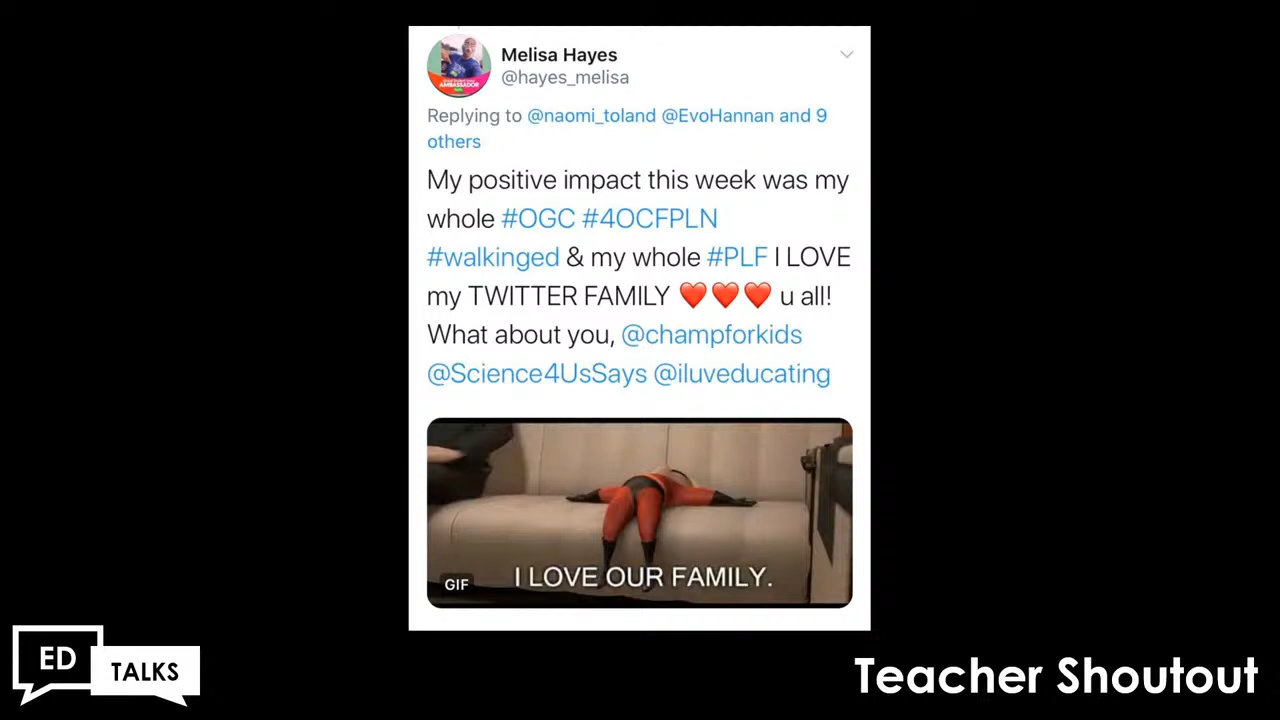 Melisa Hayes
@hayes_melisa
Replying to @naomi_toland @EvoHannan and 9
others
My positive impact this week was my
whole #OGC #4OCFPLN
#walkinged & my whole #PLF I LOVE
my TWITTER FAMILY ❤️❤️❤️ u all!
What about you, @champforkids
@Science4UsSays @iluveducating
GIF
I LOVE OUR FAMILY.
ED
TALKS
Teacher Shoutout